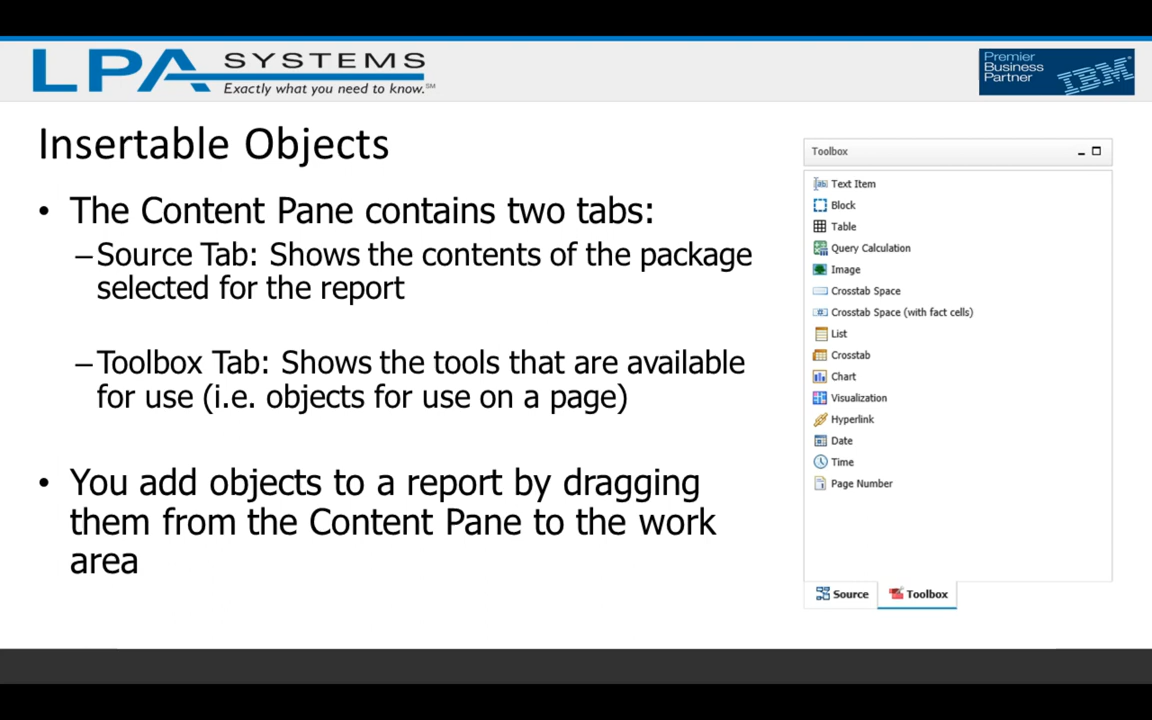 LPA SYSTEMS
Exactly what you need to know.℠
Premier
Business
Partner
IBM
Insertable Objects
• The Content Pane contains two tabs:
–Source Tab: Shows the contents of the package
selected for the report
–Toolbox Tab: Shows the tools that are available
for use (i.e. objects for use on a page)
• You add objects to a report by dragging
them from the Content Pane to the work
area
Toolbox
Text Item
Block
Table
Query Calculation
Image
Crosstab Space
Crosstab Space (with fact cells)
List
Crosstab
Chart
Visualization
Hyperlink
Date
Time
Page Number
Source Toolbox